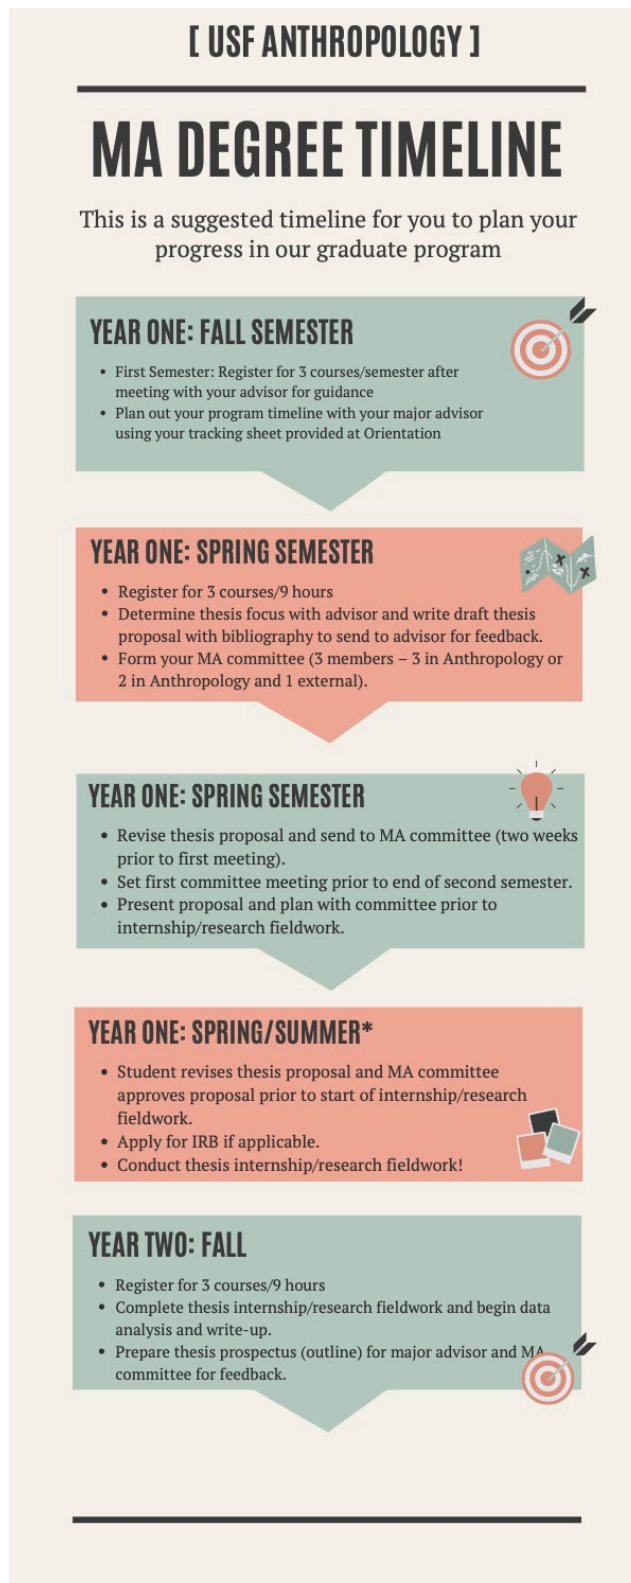 [ USF ANTHROPOLOGY ]
MA DEGREE TIMELINE
This is a suggested timeline for you to plan your
progress in our graduate program
YEAR ONE: FALL SEMESTER
• First Semester: Register for 3 courses/semester after
meeting with your advisor for guidance
• Plan out your program timeline with your major advisor
using your tracking sheet provided at Orientation
YEAR ONE: SPRING SEMESTER
• Register for 3 courses/9 hours
• Determine thesis focus with advisor and write draft thesis
proposal with bibliography to send to advisor for feedback.
• Form your MA committee (3 members – 3 in Anthropology or
2 in Anthropology and 1 external).
YEAR ONE: SPRING SEMESTER
• Revise thesis proposal and send to MA committee (two weeks
prior to first meeting).
• Set first committee meeting prior to end of second semester.
• Present proposal and plan with committee prior to
internship/research fieldwork.
YEAR ONE: SPRING/SUMMER*
• Student revises thesis proposal and MA committee
approves proposal prior to start of internship/research
fieldwork.
• Apply for IRB if applicable.
• Conduct thesis internship/research fieldwork!
YEAR TWO: FALL
• Register for 3 courses/9 hours
• Complete thesis internship/research fieldwork and begin data
analysis and write-up.
• Prepare thesis prospectus (outline) for major advisor and MA
committee for feedback.